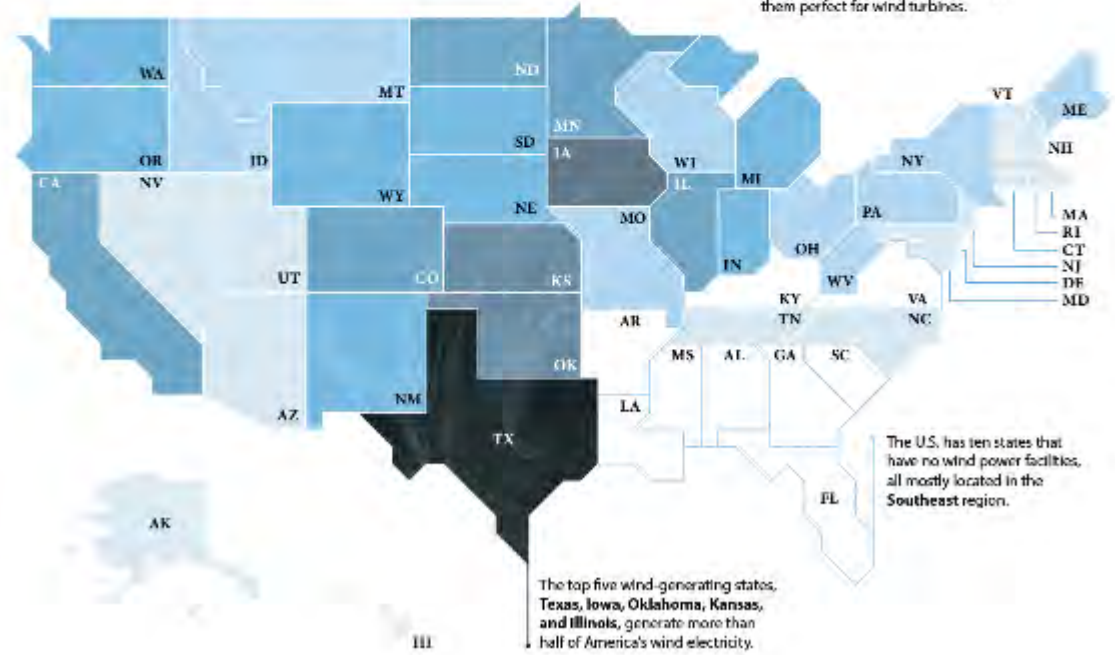 them perfect for wind turbines.
WA
ND
MT
VT
ME
MN
OR
ID
SD
IA
WI
NY
NH
CA
NV
WY
IL
MI
NE
MO
PA
MA
OH
RI
IN
CT
UT
CO
KS
WV
NJ
DE
KY
VA
MD
AR
TN
NC
OK
MS
AL
GA
SC
NM
LA
AZ
TX
The U.S. has ten states that
have no wind power facilities,
all mostly located in the
Southeast region.
FL
AK
The top five wind-generating states,
Texas, Iowa, Oklahoma, Kansas,
and Illinois, generate more than
half of America's wind electricity.
HI